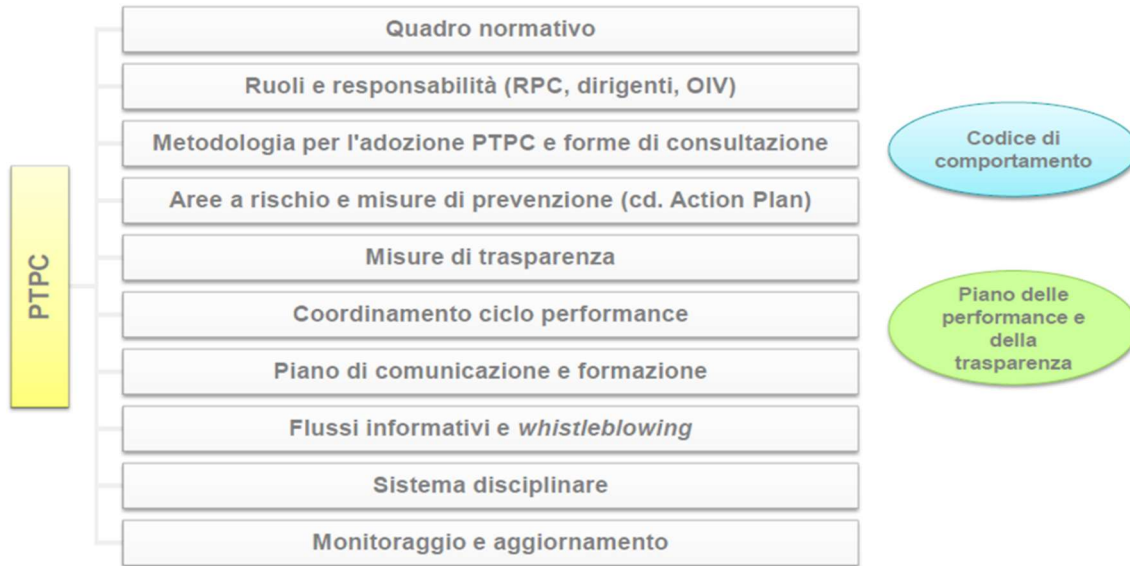 PTPC
Quadro normativo
Ruoli e responsabilità (RPC, dirigenti, OIV)
Metodologia per l'adozione PTPC e forme di consultazione
Aree a rischio e misure di prevenzione (cd. Action Plan)
Misure di trasparenza
Coordinamento ciclo performance
Piano di comunicazione e formazione
Flussi informativi e whistleblowing
Sistema disciplinare
Monitoraggio e aggiornamento
Codice di
comportamento
Piano delle
performance e
della
trasparenza